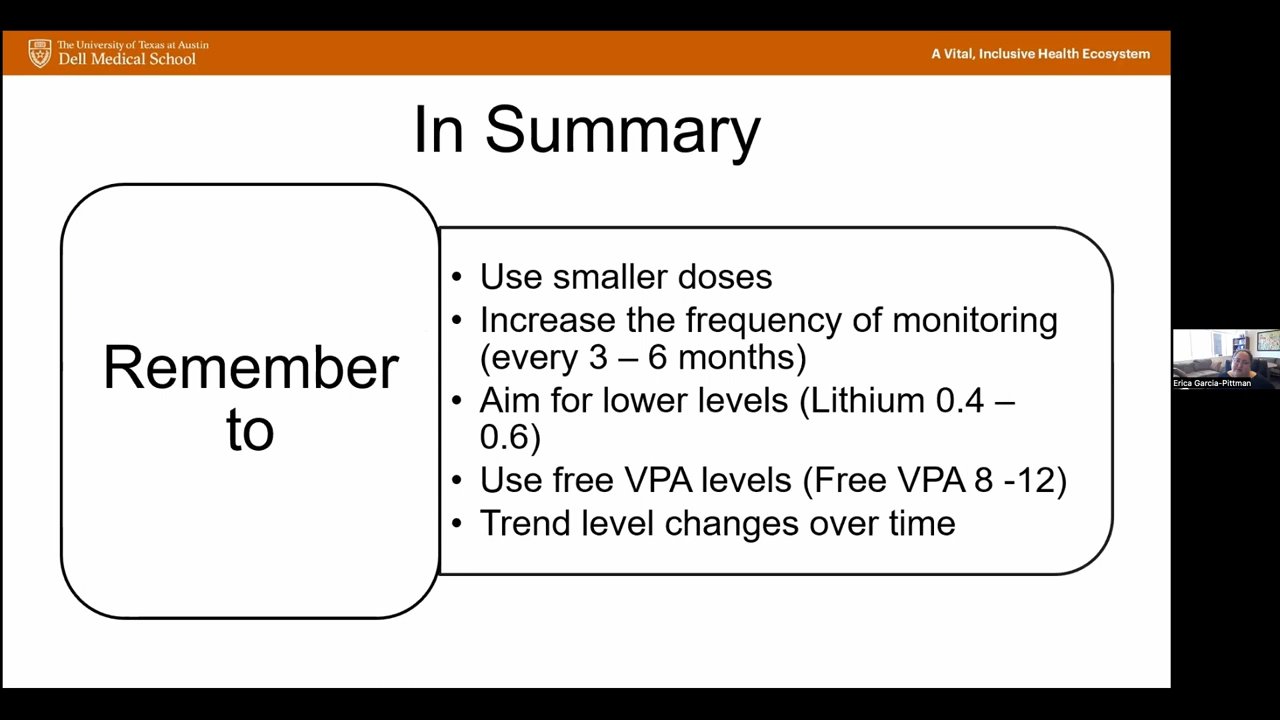 The University of Texas at Austin
Dell Medical School
A Vital, Inclusive Health Ecosystem
In Summary
Remember
to
• Use smaller doses
• Increase the frequency of monitoring
(every 3 – 6 months)
• Aim for lower levels (Lithium 0.4 –
0.6)
• Use free VPA levels (Free VPA 8 -12)
• Trend level changes over time
Erica Garcia-Pittman